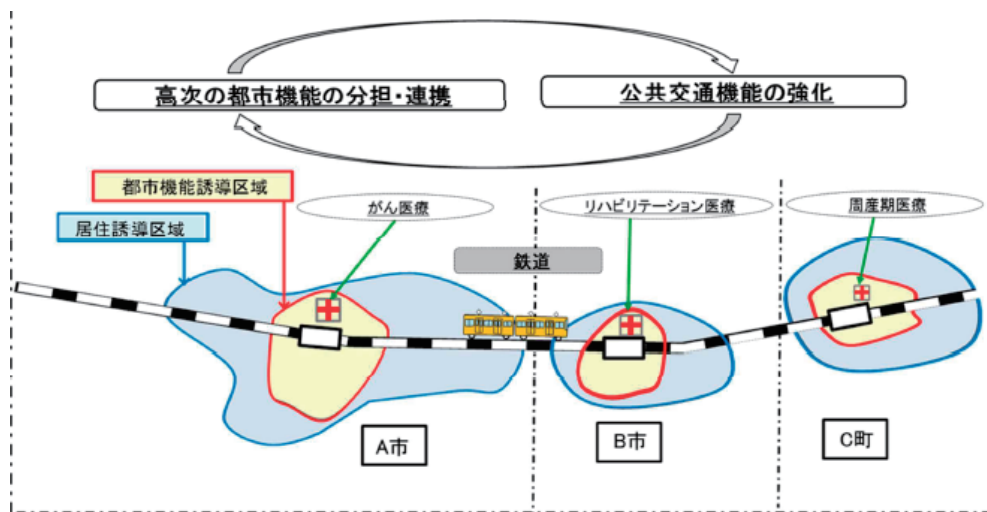 高次の都市機能の分担・連携
公共交通機能の強化
都市機能誘導区域
居住誘導区域
がん医療
リハビリテーション医療
周産期医療
鉄道
A市
B市
C町